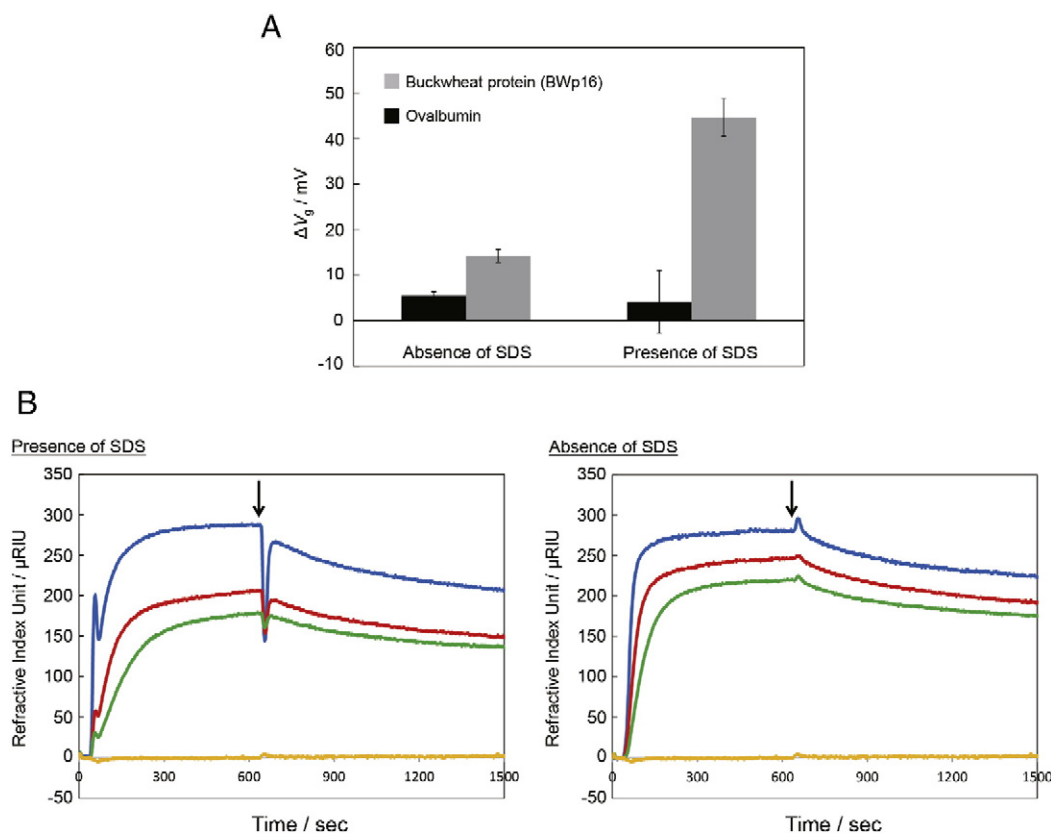 A
60
50
40
30
20
10
0
-10
ΔVg / mV
Buckwheat protein (BWp16)
Ovalbumin
Absence of SDS
Presence of SDS
B
Presence of SDS
350
300
250
200
150
100
50
0
-50
Refractive Index Unit / µRIU
0 300 600 900 1200 1500
Time / sec
Absence of SDS
350
300
250
200
150
100
50
0
-50
Refractive Index Unit / µRIU
0 300 600 900 1200 1500
Time / sec